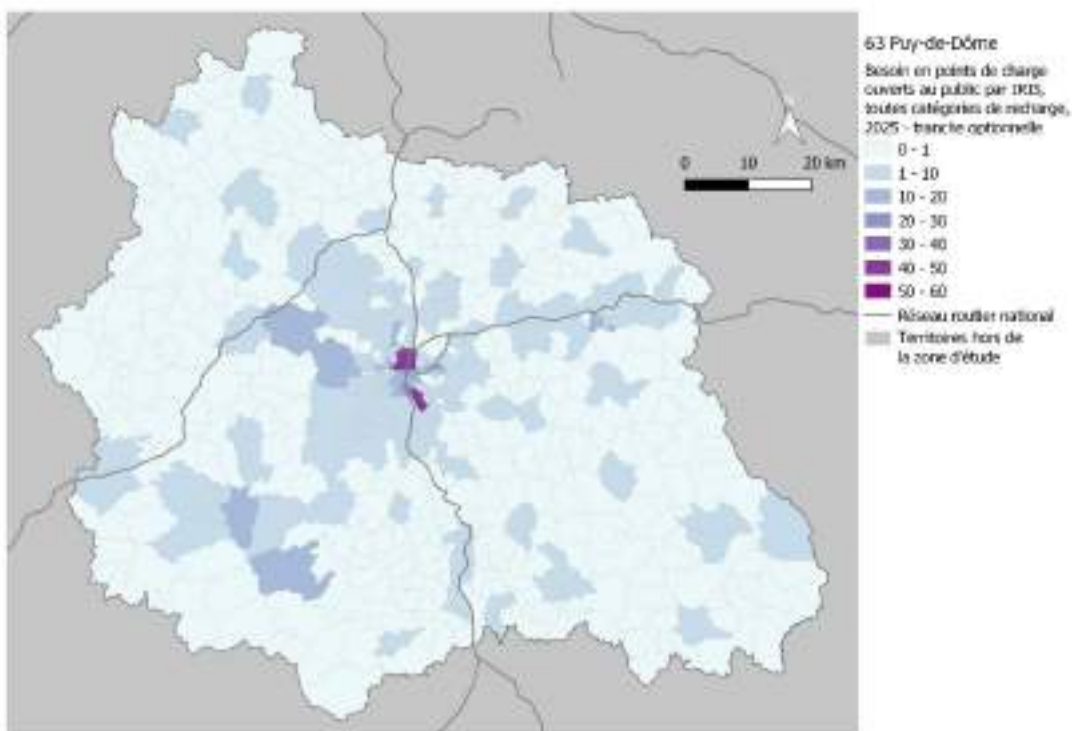 63 Puy-de-Dôme
Besoin en points de charge
ouverts au public par IRIS,
toutes catégories de recharge,
2025 - tranche optionnelle
0 - 1
1 - 10
10 - 20
20 - 30
30 - 40
40 - 50
50 - 60
Réseau routier national
Territoires hors de
la zone d'étude
0 10 20 km